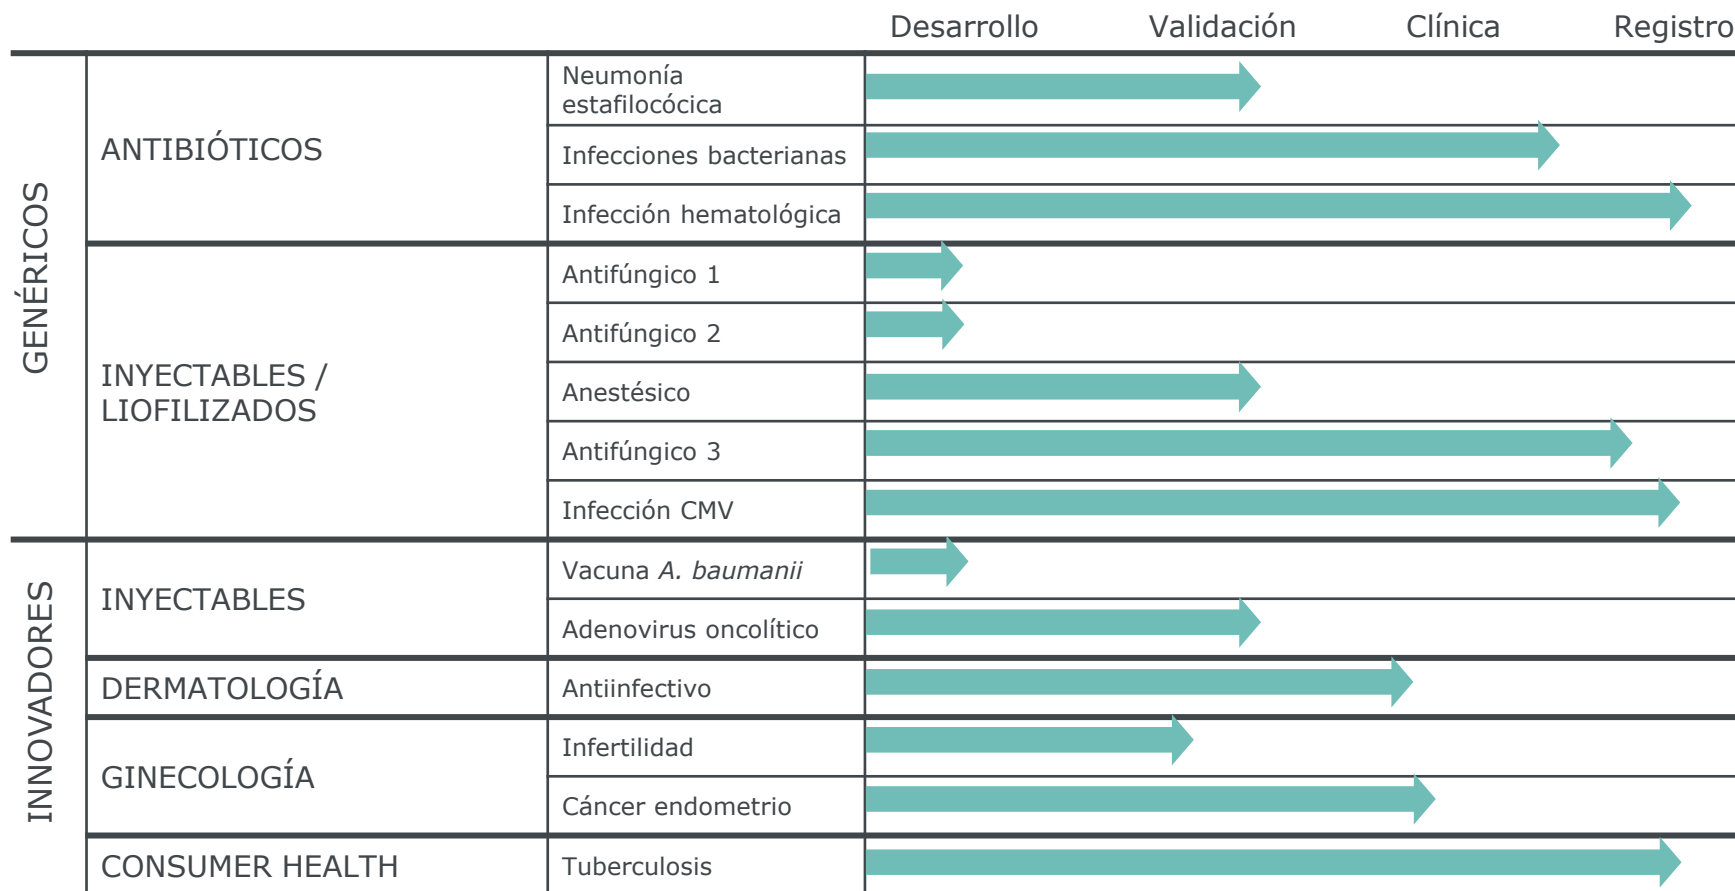 Desarrollo Validación Clínica Registro
GENÉRICOS
ANTIBIÓTICOS
Neumonía
estafilocócica
Infecciones bacterianas
Infección hematológica
INYECTABLES /
LIOFILIZADOS
Antifúngico 1
Antifúngico 2
Anestésico
Antifúngico 3
Infección CMV
INNOVADORES
INYECTABLES
Vacuna A. baumanii
Adenovirus oncolítico
DERMATOLOGÍA
Antiinfectivo
GINECOLOGÍA
Infertilidad
Cáncer endometrio
CONSUMER HEALTH
Tuberculosis